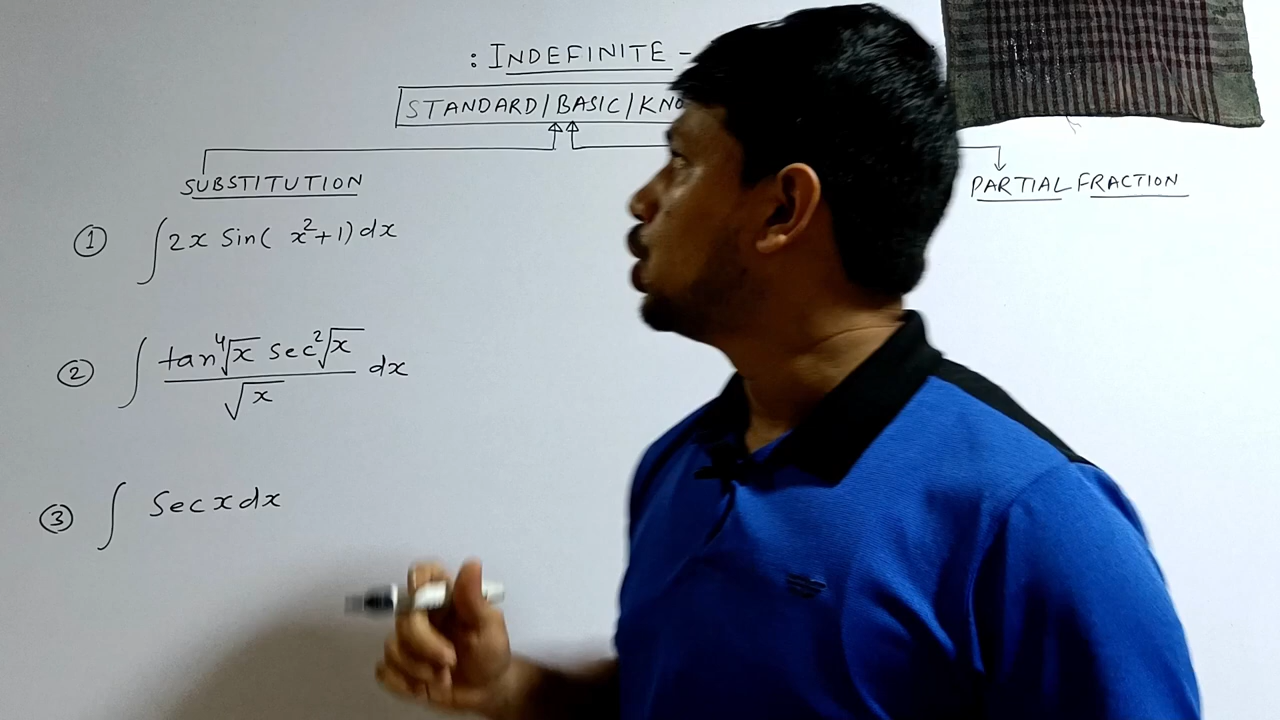 : INDEFINITE -
STANDARD/BASIC/KNO
SUBSTITUTION
PARTIAL FRACTION
① ∫ 2x Sin( x²+1) dx
② ∫ tan⁴√x sec²√x / √x dx
③ ∫ Sec x dx